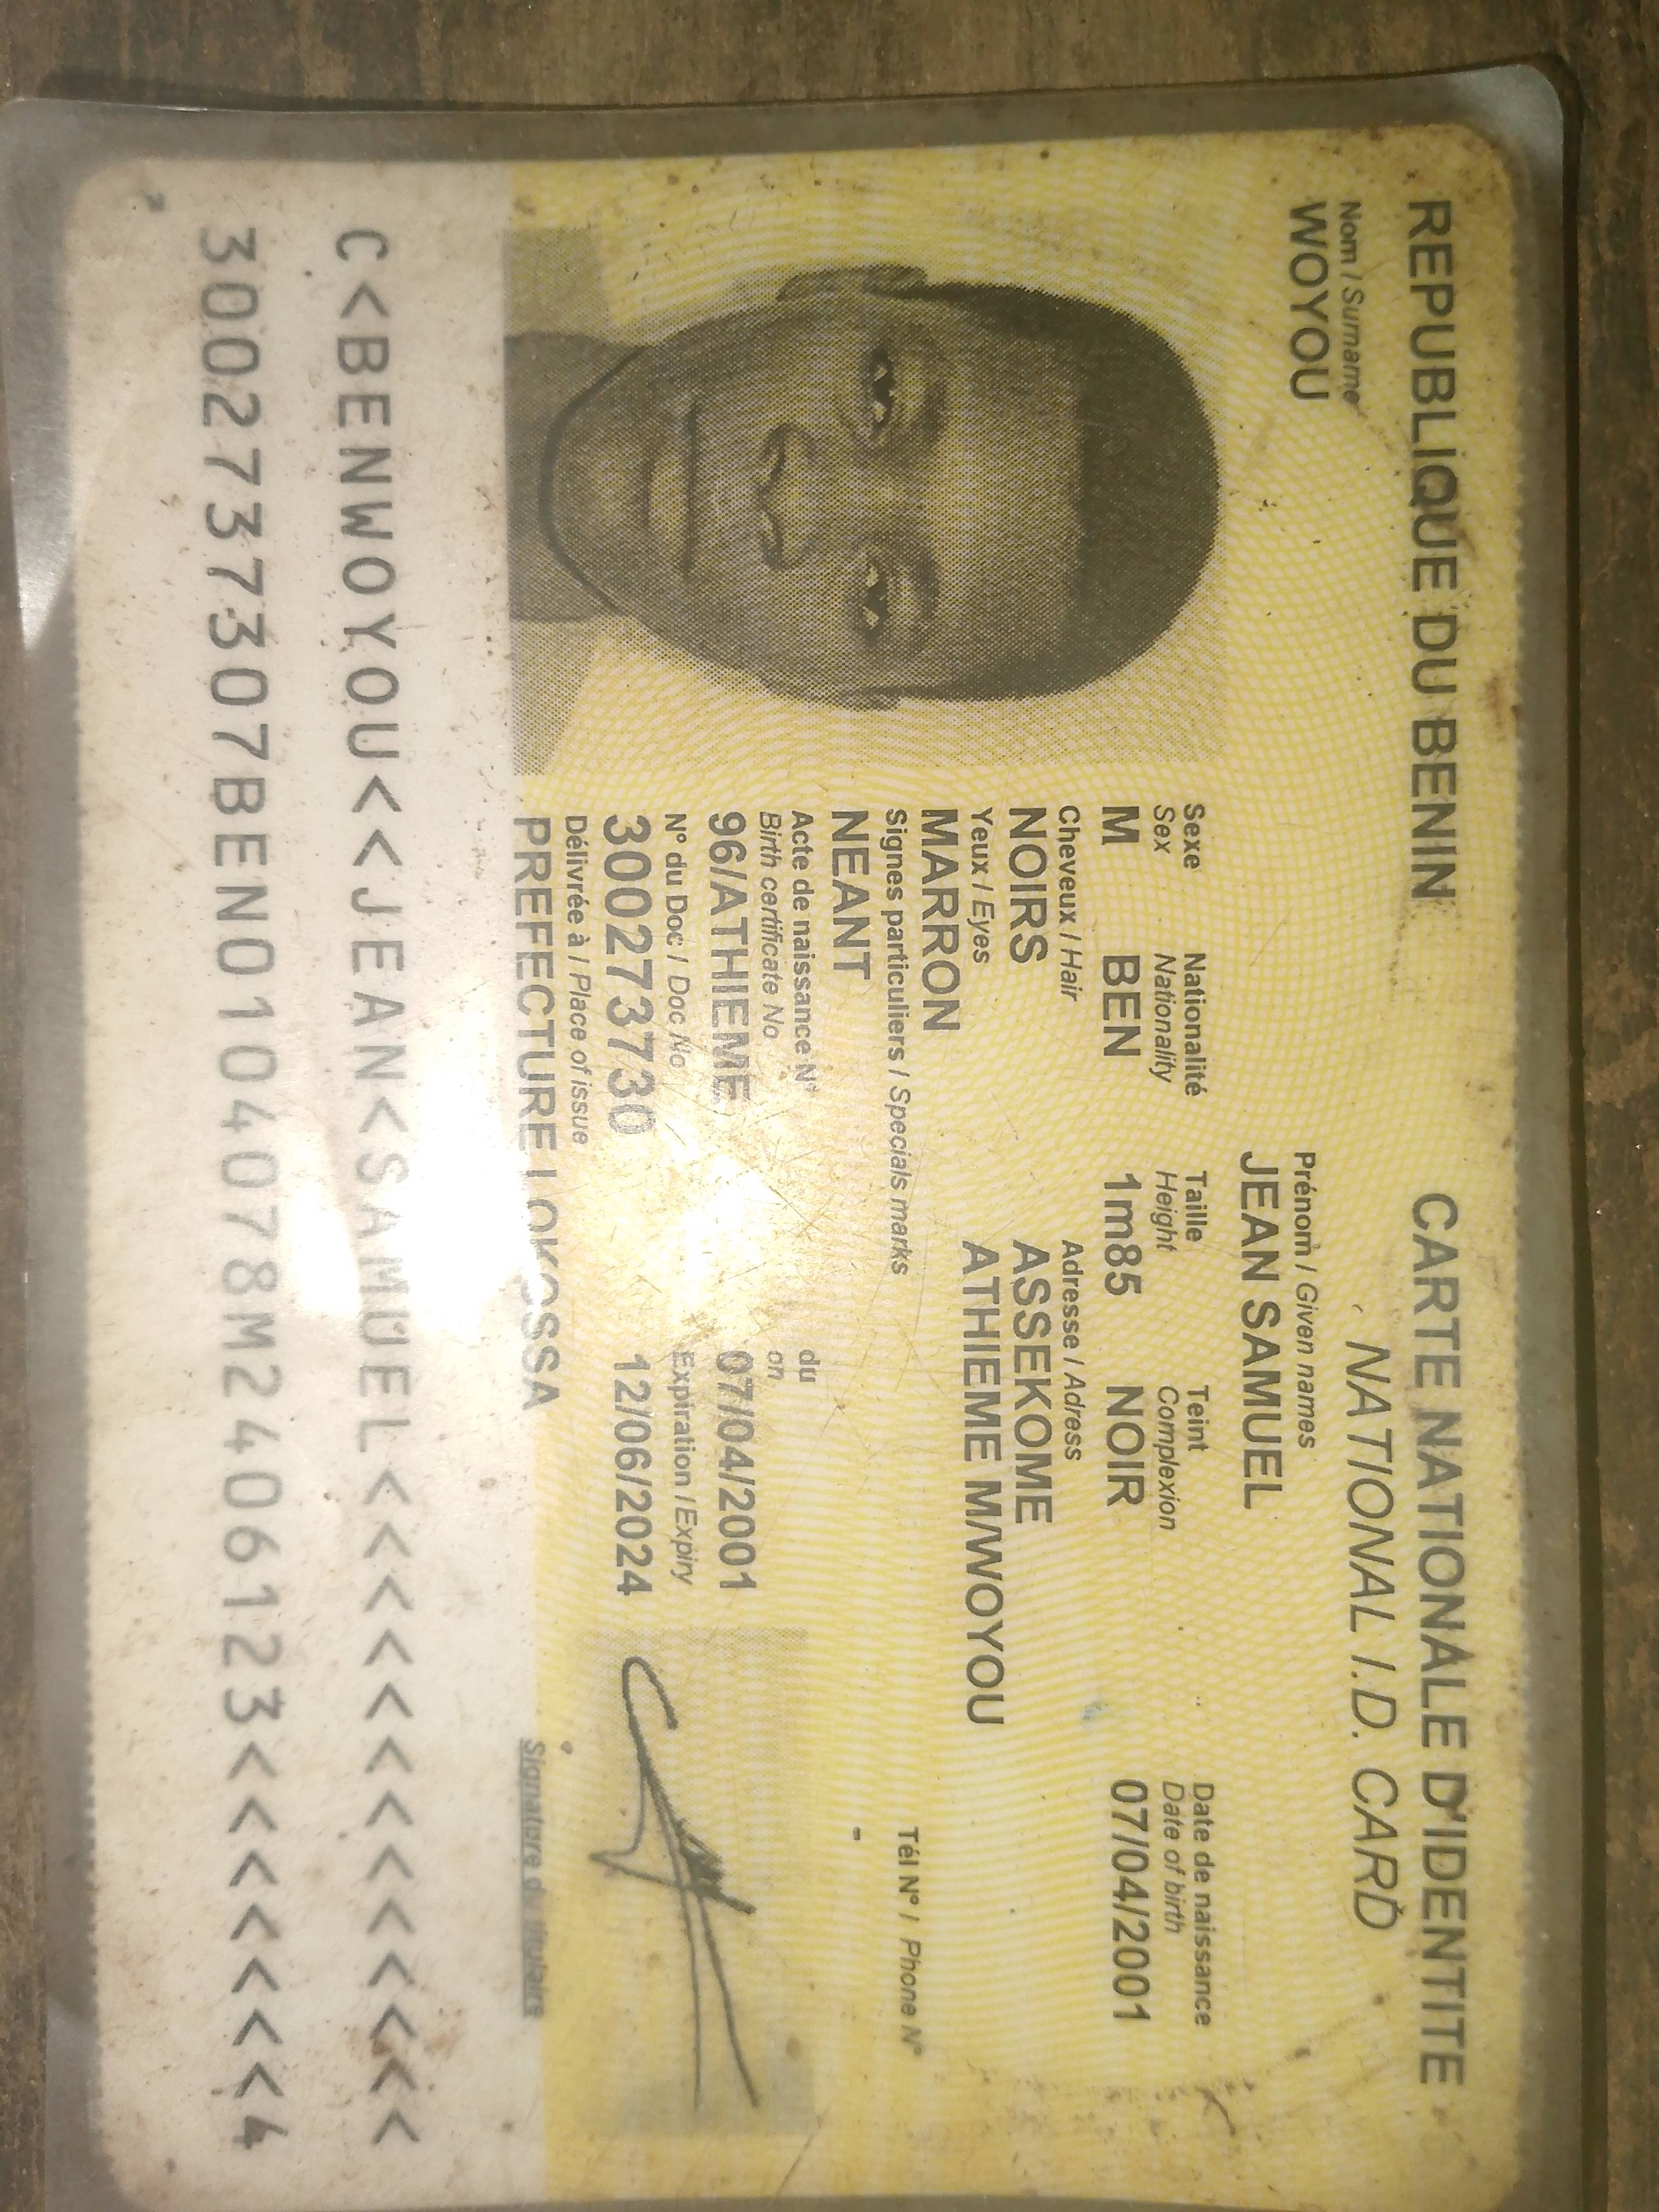 REPUBLIQUE DU BENIN
CARTE NATIONALE D'IDENTITE
NATIONAL I.D. CARD
Nom / Surname
WOYOU
Prénom / Given names
JEAN SAMUEL
Sexe Nationalité Taille Teint Date de naissance
Sex Nationality Height Complexion Date of birth
M BEN 1m85 NOIR 07/04/2001
Cheveux / Hair Adresse / Adress
NOIRS ASSEKOME
Yeux / Eyes ATHIEME M/WOYOU
MARRON
Signes particuliers / Specials marks Tél N° / Phone N°
NEANT -
Acte de naissance N° du
Birth certificate No on
96/ATHIEME 07/04/2001
N° du Doc / Doc No Expiration / Expiry
300273730 12/06/2024
Délivrée à / Place of issue
PREFECTURE LOKOSSA
Signature du titulaire
C<BENWOYOU<<JEAN<SAMUEL<<<<<<<<<<<<<
3002737307BEN0104078M2406123<<<<<<<4